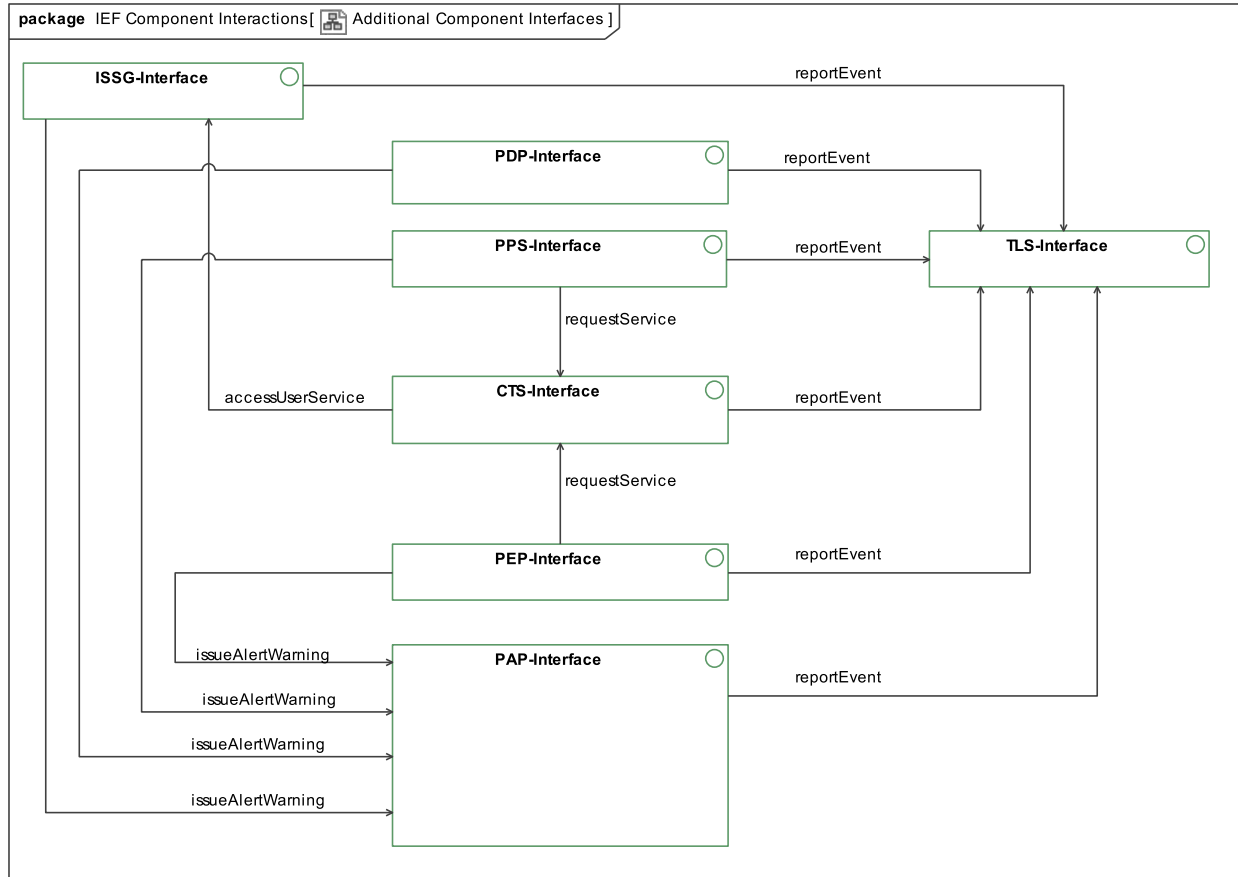 package IEF Component Interactions[ Additional Component Interfaces ]
ISSG-Interface
reportEvent
PDP-Interface
reportEvent
PPS-Interface
reportEvent
TLS-Interface
requestService
CTS-Interface
accessUserService
reportEvent
requestService
PEP-Interface
reportEvent
issueAlertWarning
PAP-Interface
reportEvent
issueAlertWarning
issueAlertWarning
issueAlertWarning